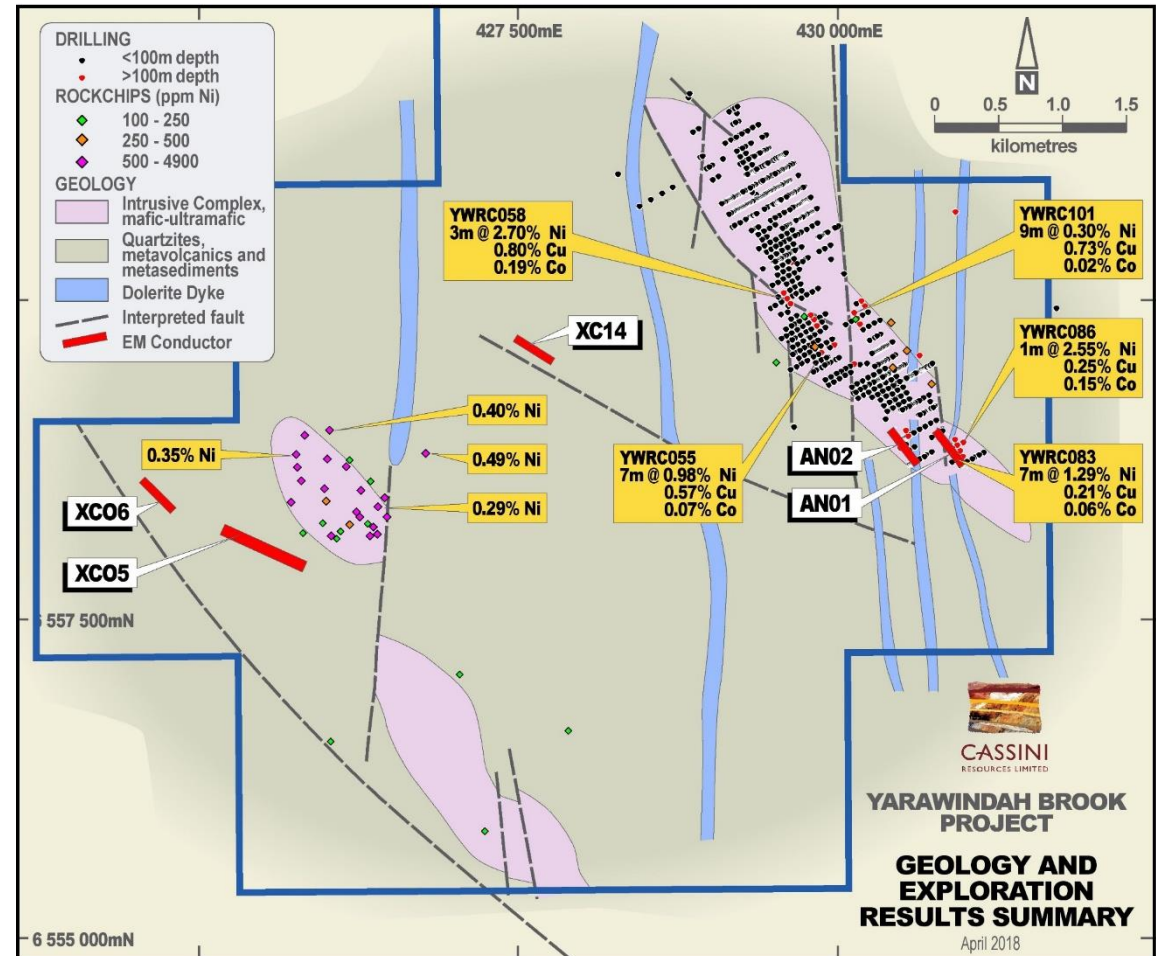 427 500mE
430 000mE
DRILLING
<100m depth
>100m depth
ROCKCHIPS (ppm Ni)
100 - 250
250 - 500
500 - 4900
GEOLOGY
Intrusive Complex,
mafic-ultramafic
Quartzites,
metavolcanics and
metasediments
Dolerite Dyke
Interpreted fault
EM Conductor
N
0 0.5 1.0 1.5
kilometres
YWRC058
3m @ 2.70% Ni
0.80% Cu
0.19% Co
YWRC101
9m @ 0.30% Ni
0.73% Cu
0.02% Co
XC14
YWRC086
1m @ 2.55% Ni
0.25% Cu
0.15% Co
0.40% Ni
0.35% Ni
0.49% Ni
0.29% Ni
YWRC055
7m @ 0.98% Ni
0.57% Cu
0.07% Co
AN02
AN01
YWRC083
7m @ 1.29% Ni
0.21% Cu
0.06% Co
XCO6
XCO5
6 557 500mN
CASSINI
RESOURCES LIMITED
YARAWINDAH BROOK
PROJECT
GEOLOGY AND
EXPLORATION
RESULTS SUMMARY
April 2018
6 555 000mN